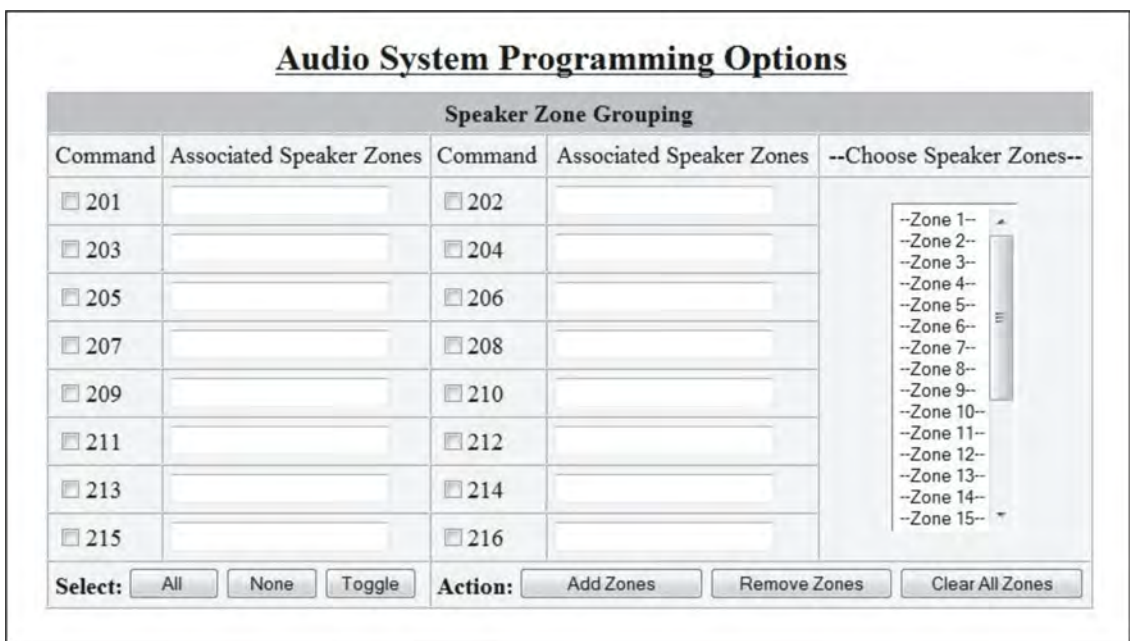 Audio System Programming Options
Speaker Zone Grouping
Command Associated Speaker Zones Command Associated Speaker Zones --Choose Speaker Zones--
201 202
203 204
205 206
207 208
209 210
211 212
213 214
215 216
--Zone 1--
--Zone 2--
--Zone 3--
--Zone 4--
--Zone 5--
--Zone 6--
--Zone 7--
--Zone 8--
--Zone 9--
--Zone 10--
--Zone 11--
--Zone 12--
--Zone 13--
--Zone 14--
--Zone 15--
Select: All None Toggle Action: Add Zones Remove Zones Clear All Zones